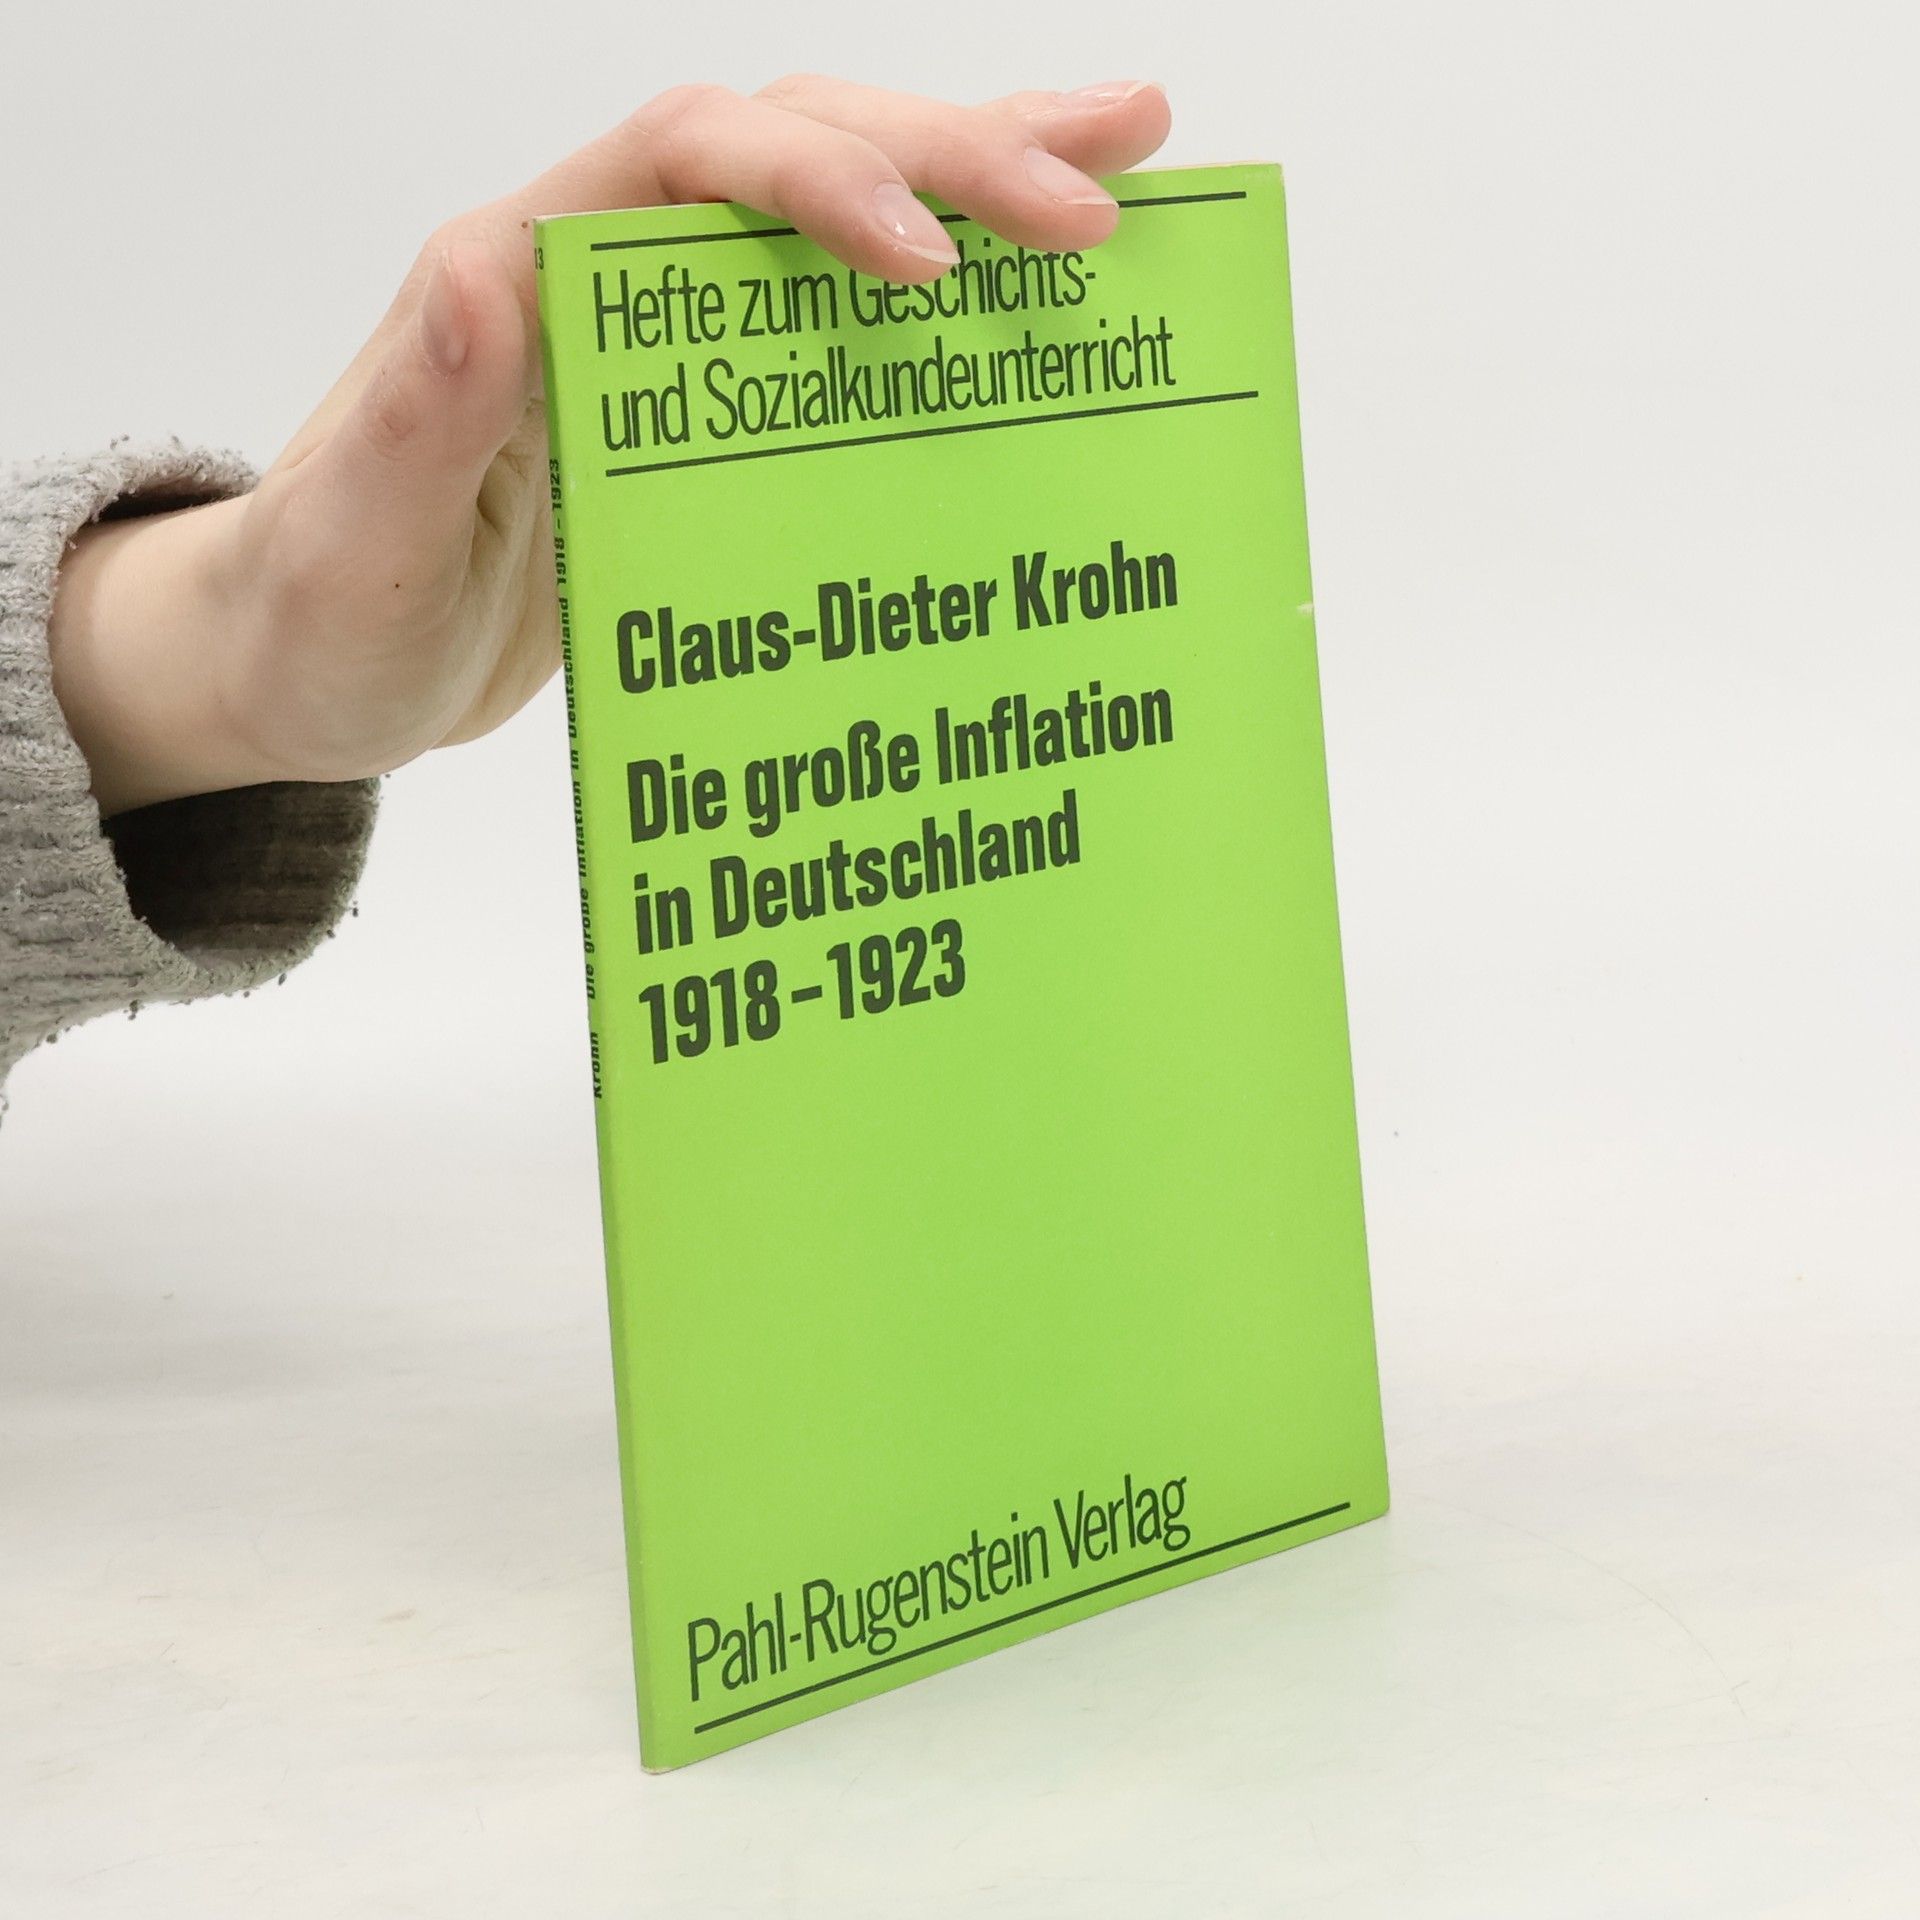 Hefte zum Geschichts-
und Sozialkundeunterricht
Claus-Dieter Krohn
Die große Inflation
in Deutschland
1918–1923
Pahl-Rugenstein Verlag
Krohn Die große Inflation in Deutschland 1918–1923
13